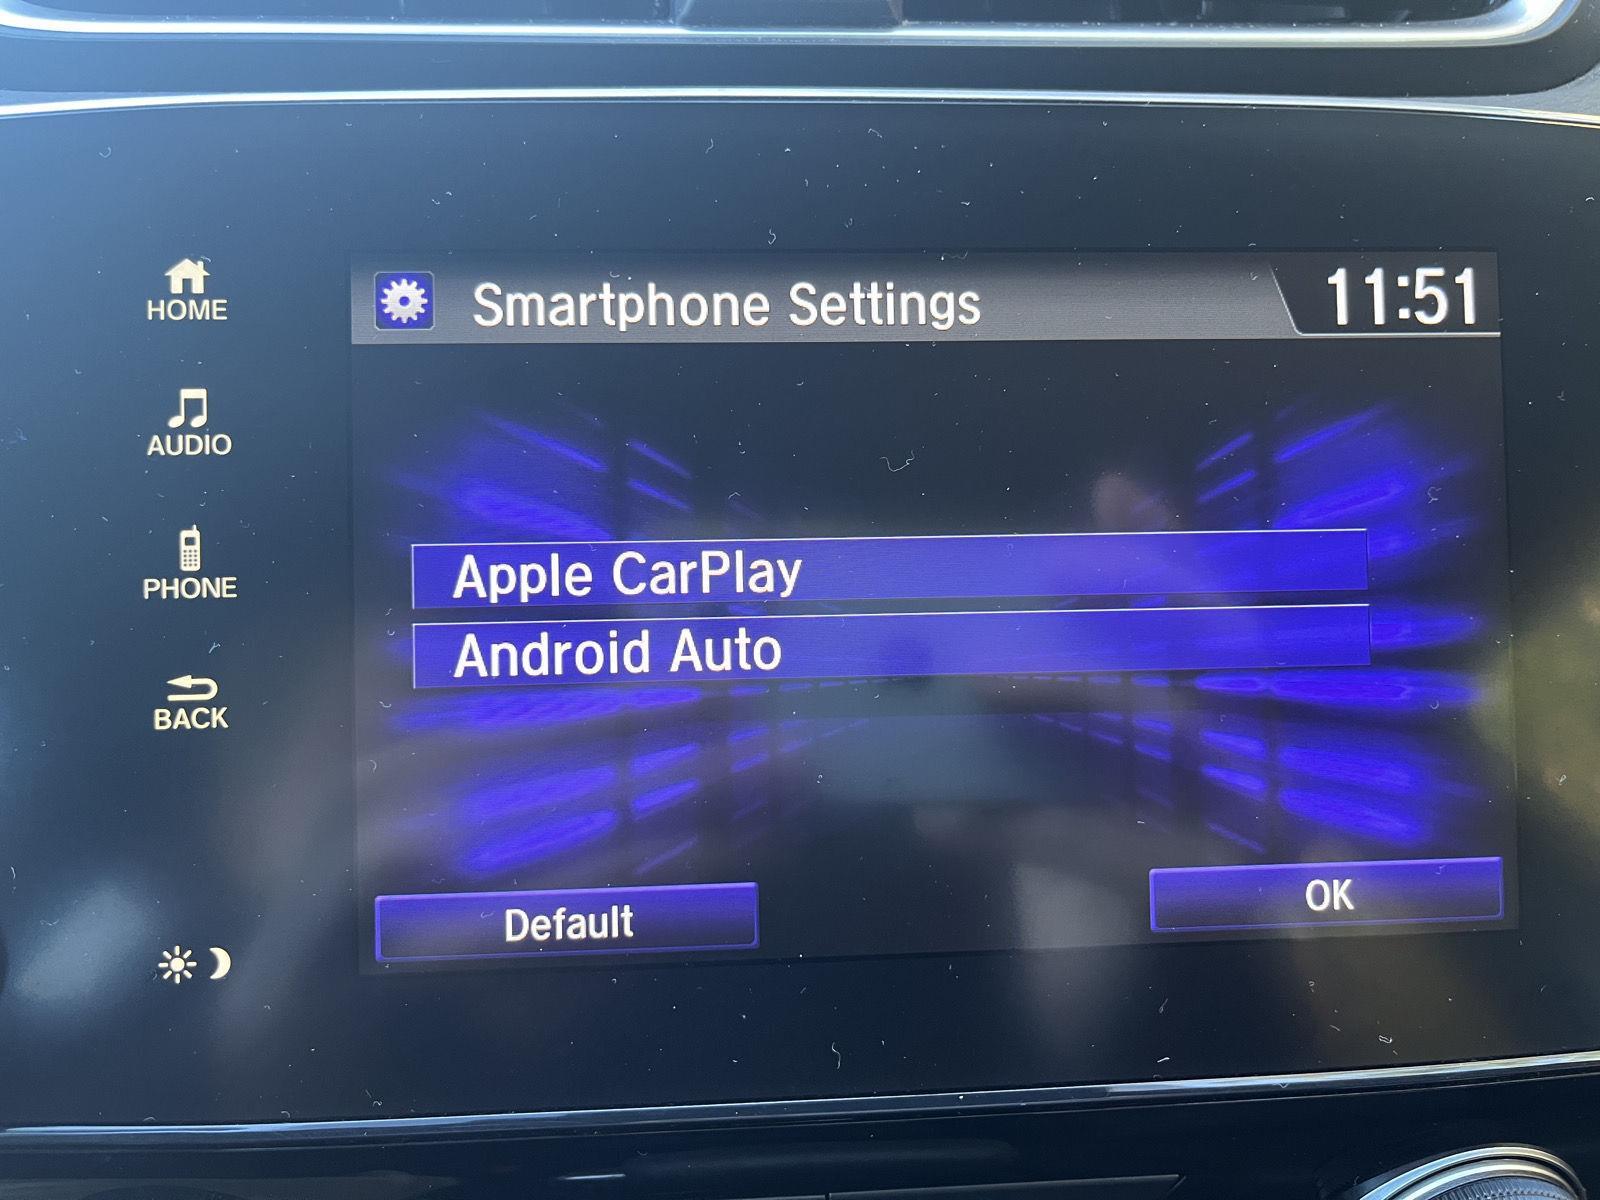 Smartphone Settings
11:51
HOME
AUDIO
PHONE
BACK
Apple CarPlay
Android Auto
Default
OK